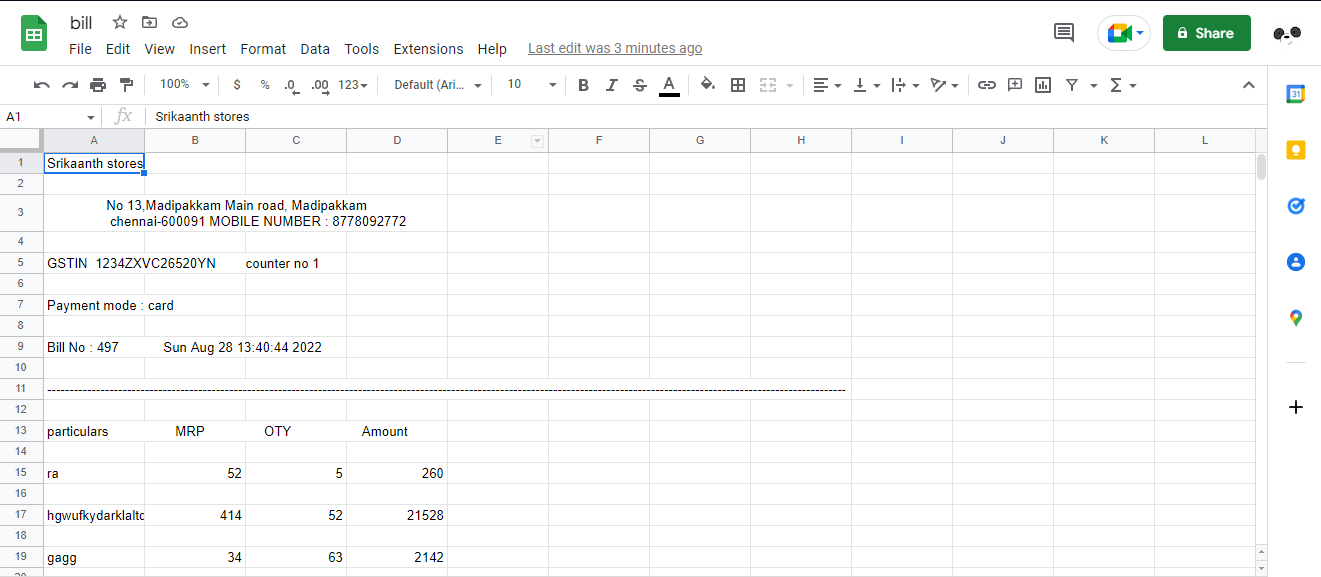 bill
File Edit View Insert Format Data Tools Extensions Help Last edit was 3 minutes ago
Share
100% $ % .0 .00 123 Default (Ari... 10 B I S A
31
A1 fx Srikaanth stores
A B C D E F G H I J K L
1 Srikaanth stores
2
3 No 13,Madipakkam Main road, Madipakkam
chennai-600091 MOBILE NUMBER : 8778092772
4
5 GSTIN 1234ZXVC26520YN counter no 1
6
7 Payment mode : card
8
9 Bill No : 497 Sun Aug 28 13:40:44 2022
10
11
12
13 particulars MRP OTY Amount
14
15 ra 52 5 260
16
17 hgwufkydarklaltc 414 52 21528
18
19 gagg 34 63 2142